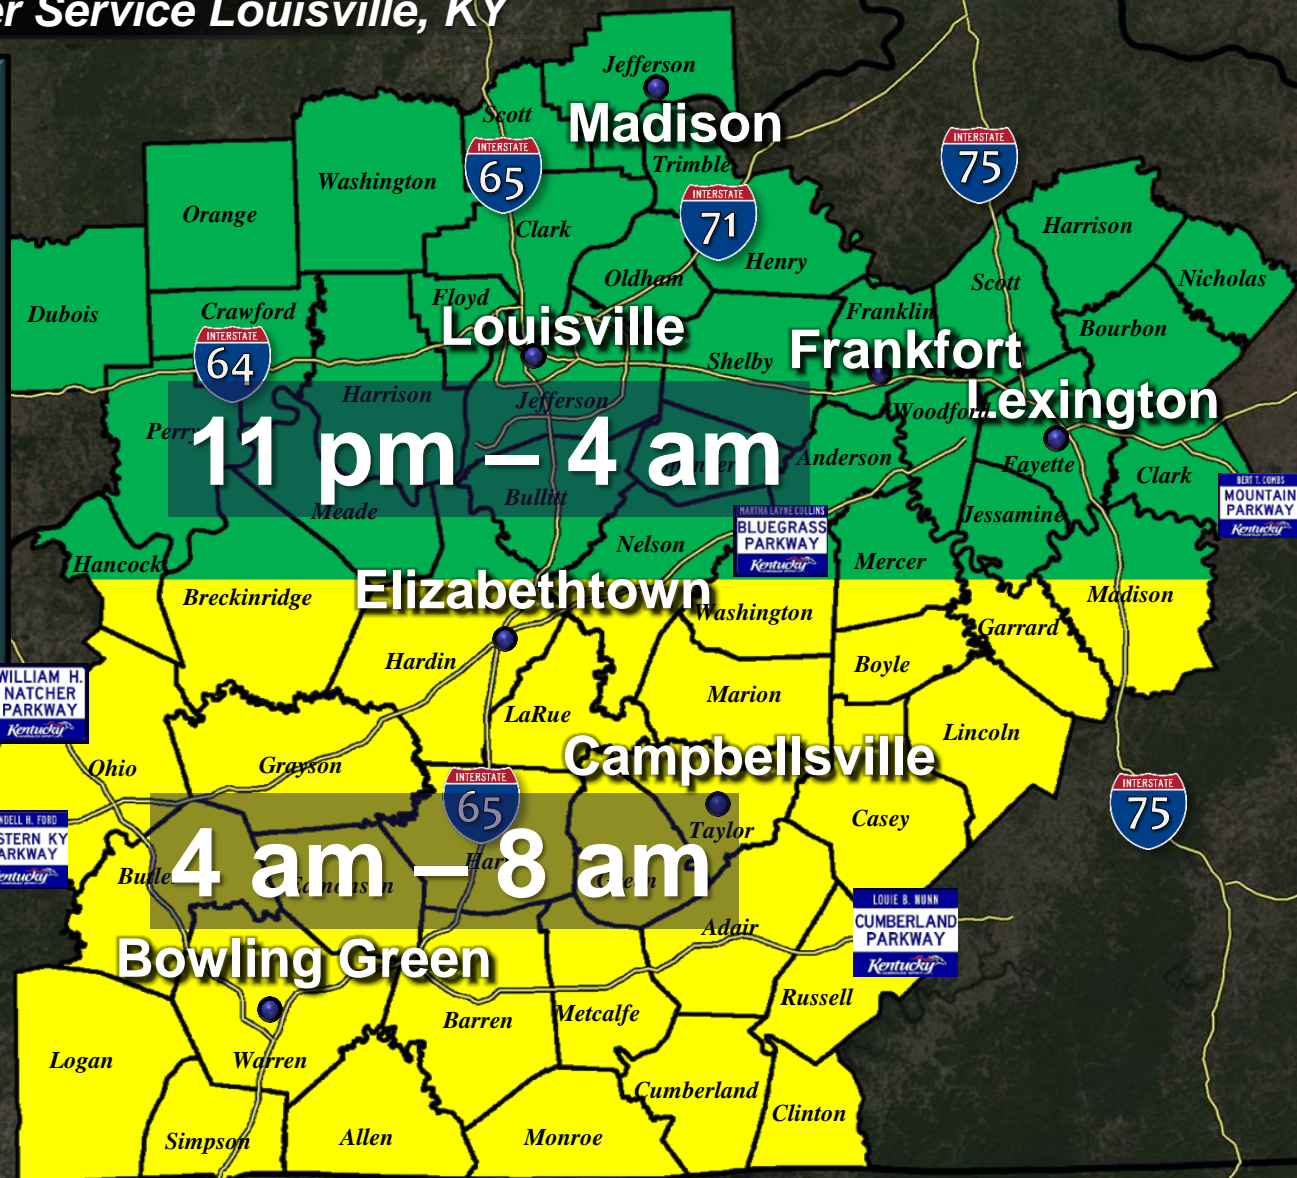 er Service Louisville, KY
Jefferson
Scott
Madison
INTERSTATE
65
INTERSTATE
75
Trimble
Washington
INTERSTATE
71
Orange
Clark
Harrison
Henry
Oldham
Scott
Nicholas
Floyd
Crawford
Franklin
Dubois
Louisville
Bourbon
INTERSTATE
64
Shelby
Frankfort
Harrison
Jefferson
Woodford
Lexington
Perry
11 pm – 4 am
Anderson
Fayette
Clark
Bullitt
Meade
BERT T. COMBS
MOUNTAIN
PARKWAY
Kentucky
MARTHA LAYNE COLLINS
BLUEGRASS
PARKWAY
Kentucky
Jessamine
Nelson
Mercer
Hancock
Breckinridge
Elizabethtown
Washington
Madison
Garrard
Hardin
Boyle
WILLIAM H.
NATCHER
PARKWAY
Kentucky
Marion
LaRue
Lincoln
Campbellsville
Ohio
Grayson
INTERSTATE
65
INTERSTATE
75
Taylor
Casey
NDELL H. FORD
STERN KY
ARKWAY
entucky
4 am – 8 am
Edmonson
Green
Adair
LOUIE B. NUNN
CUMBERLAND
PARKWAY
Kentucky
Bowling Green
Russell
Barren
Metcalfe
Logan
Warren
Cumberland
Clinton
Simpson
Allen
Monroe